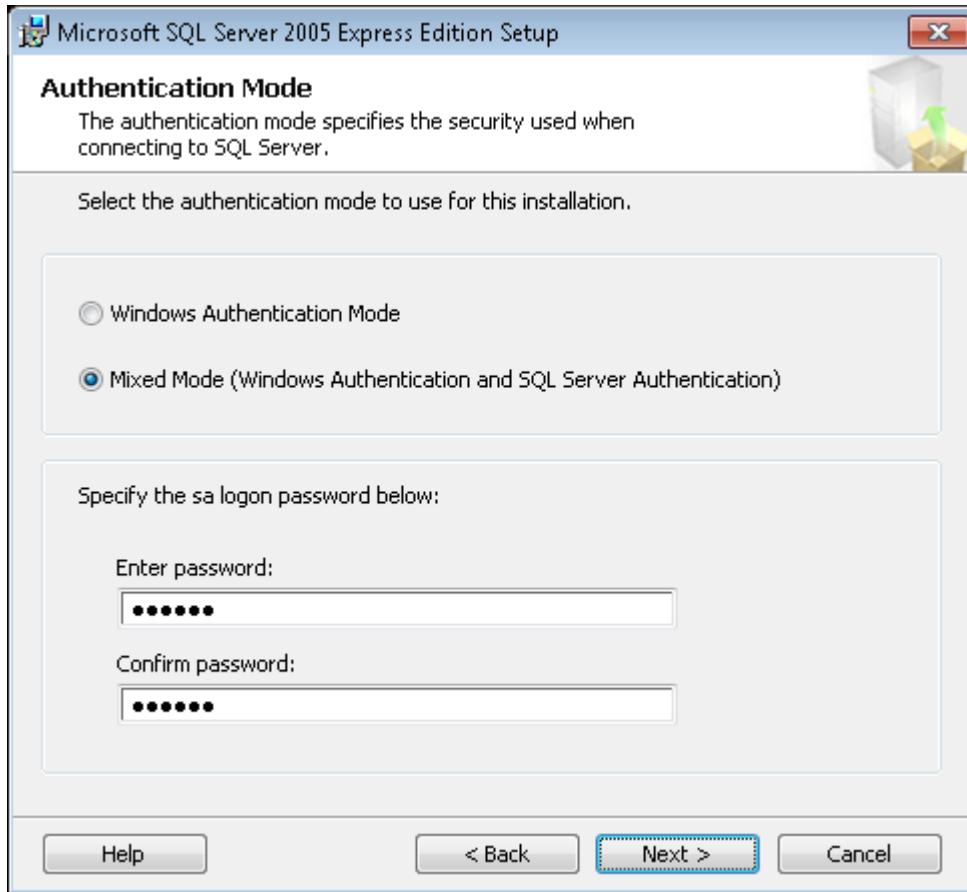 Microsoft SQL Server 2005 Express Edition Setup
Authentication Mode
The authentication mode specifies the security used when
connecting to SQL Server.
Select the authentication mode to use for this installation.
Windows Authentication Mode
Mixed Mode (Windows Authentication and SQL Server Authentication)
Specify the sa logon password below:
Enter password:
••••••
Confirm password:
••••••
Help
< Back
Next >
Cancel